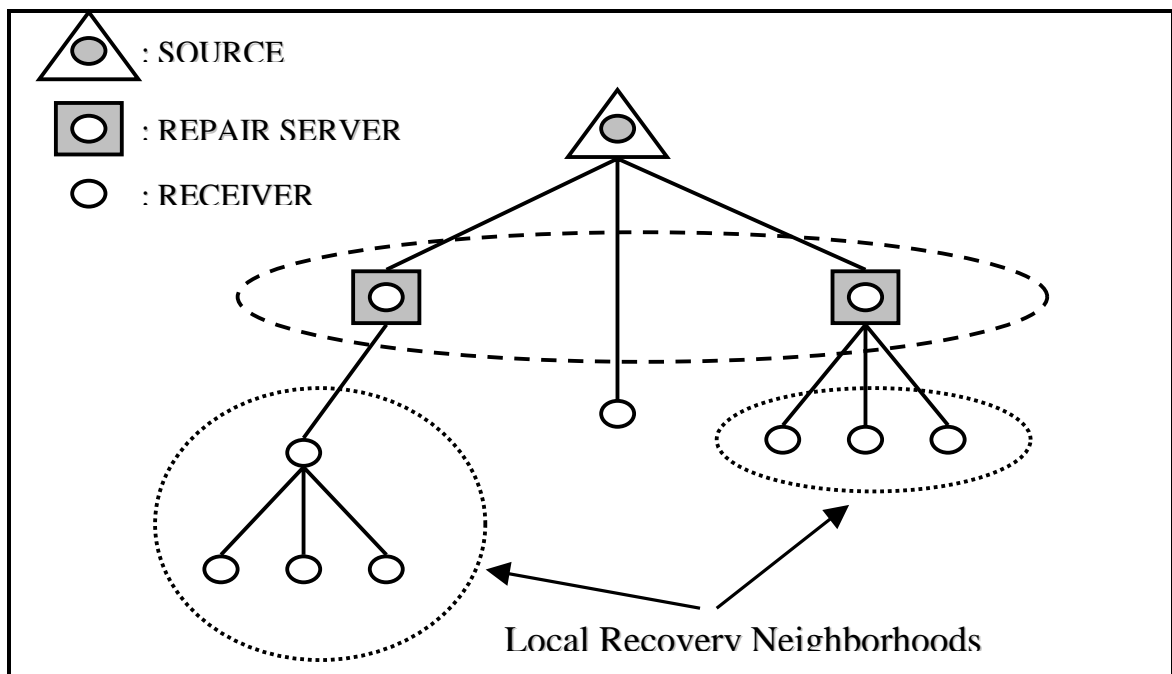 : SOURCE
: REPAIR SERVER
: RECEIVER
Local Recovery Neighborhoods